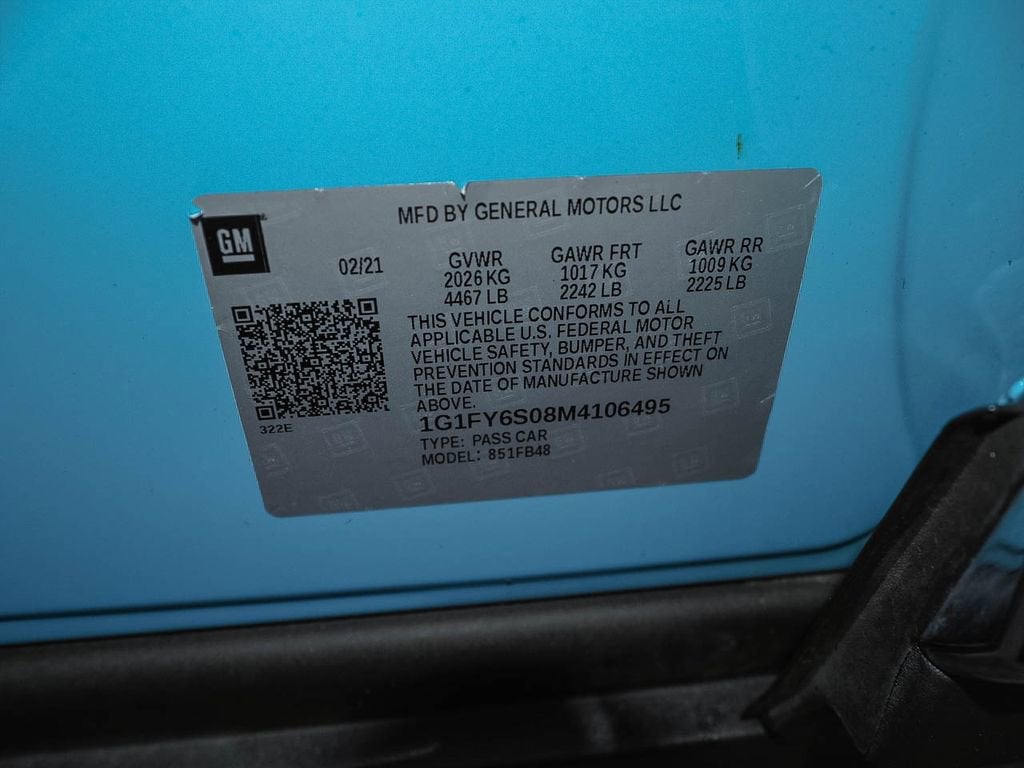 MFD BY GENERAL MOTORS LLC
GM
02/21
GVWR GAWR FRT GAWR RR
2026 KG 1017 KG 1009 KG
4467 LB 2242 LB 2225 LB
THIS VEHICLE CONFORMS TO ALL
APPLICABLE U.S. FEDERAL MOTOR
VEHICLE SAFETY, BUMPER, AND THEFT
PREVENTION STANDARDS IN EFFECT ON
THE DATE OF MANUFACTURE SHOWN
ABOVE.
322E
1G1FY6S08M4106495
TYPE: PASS CAR
MODEL: 851FB48